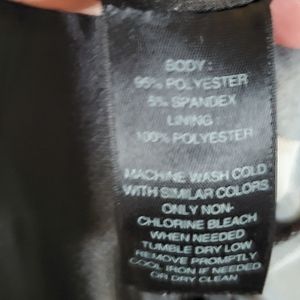 BODY :
95% POLYESTER
5% SPANDEX
LINING :
100% POLYESTER
MACHINE WASH COLD
WITH SIMILAR COLORS
ONLY NON-
CHLORINE BLEACH
WHEN NEEDED
TUMBLE DRY LOW
REMOVE PROMPTLY
COOL IRON IF NEEDED
OR DRY CLEAN